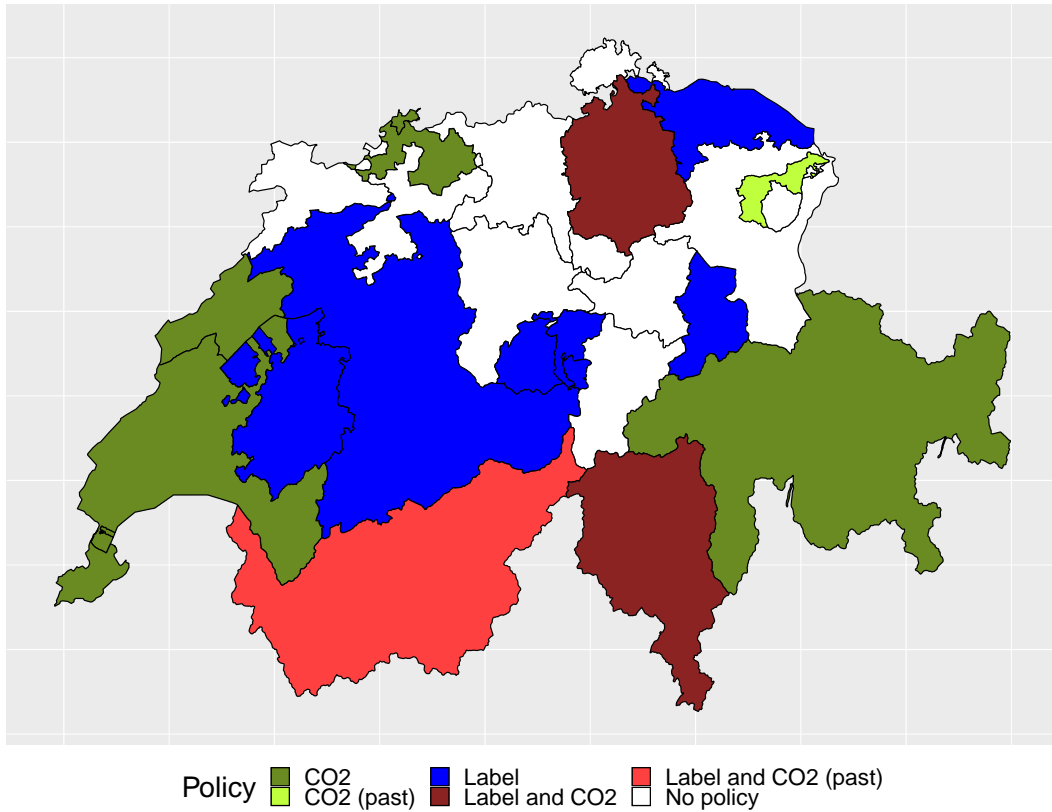 Policy
CO2
Label
Label and CO2 (past)
CO2 (past)
Label and CO2
No policy